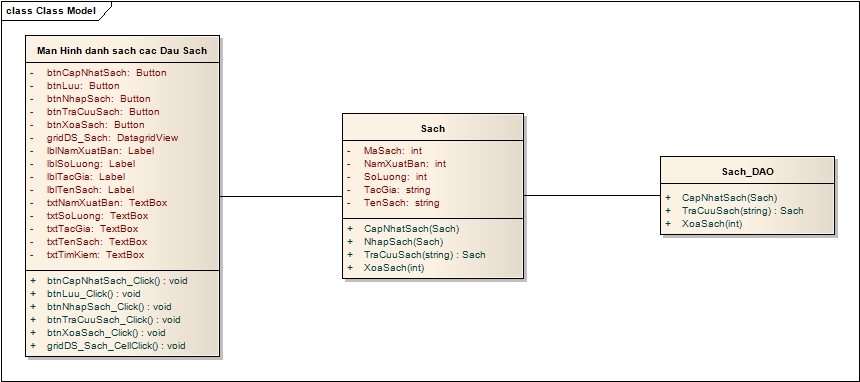 class Class Model
Man Hinh danh sach cac Dau Sach
- btnCapNhatSach: Button
- btnLuu: Button
- btnNhapSach: Button
- btnTraCuuSach: Button
- btnXoaSach: Button
- gridDS_Sach: DatagridView
- lblNamXuatBan: Label
- lblSoLuong: Label
- lblTacGia: Label
- lblTenSach: Label
- txtNamXuatBan: TextBox
- txtSoLuong: TextBox
- txtTacGia: TextBox
- txtTenSach: TextBox
- txtTimKiem: TextBox
+ btnCapNhatSach_Click() : void
+ btnLuu_Click() : void
+ btnNhapSach_Click() : void
+ btnTraCuuSach_Click() : void
+ btnXoaSach_Click() : void
+ gridDS_Sach_CellClick() : void
Sach
- MaSach: int
- NamXuatBan: int
- SoLuong: int
- TacGia: string
- TenSach: string
+ CapNhatSach(Sach)
+ NhapSach(Sach)
+ TraCuuSach(string) : Sach
+ XoaSach(int)
Sach_DAO
+ CapNhatSach(Sach)
+ TraCuuSach(string) : Sach
+ XoaSach(int)